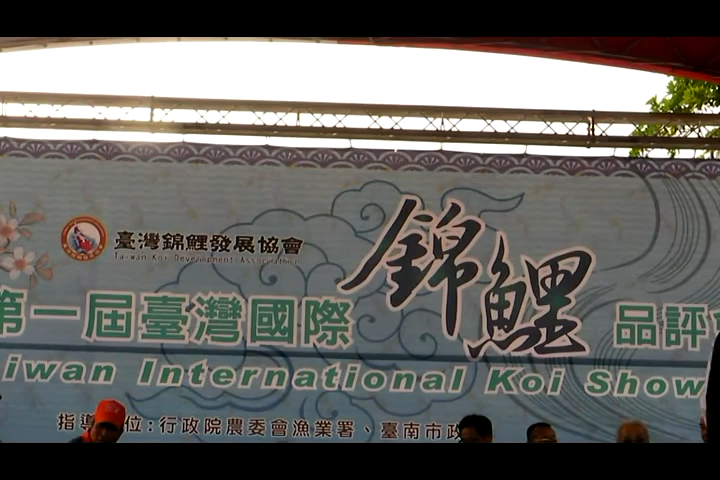 臺灣錦鯉發展協會
Taiwan Koi Development Association
第一屆臺灣國際錦鯉品評
iwan International Koi Show
指導 位:行政院農委會漁業署、臺南市政